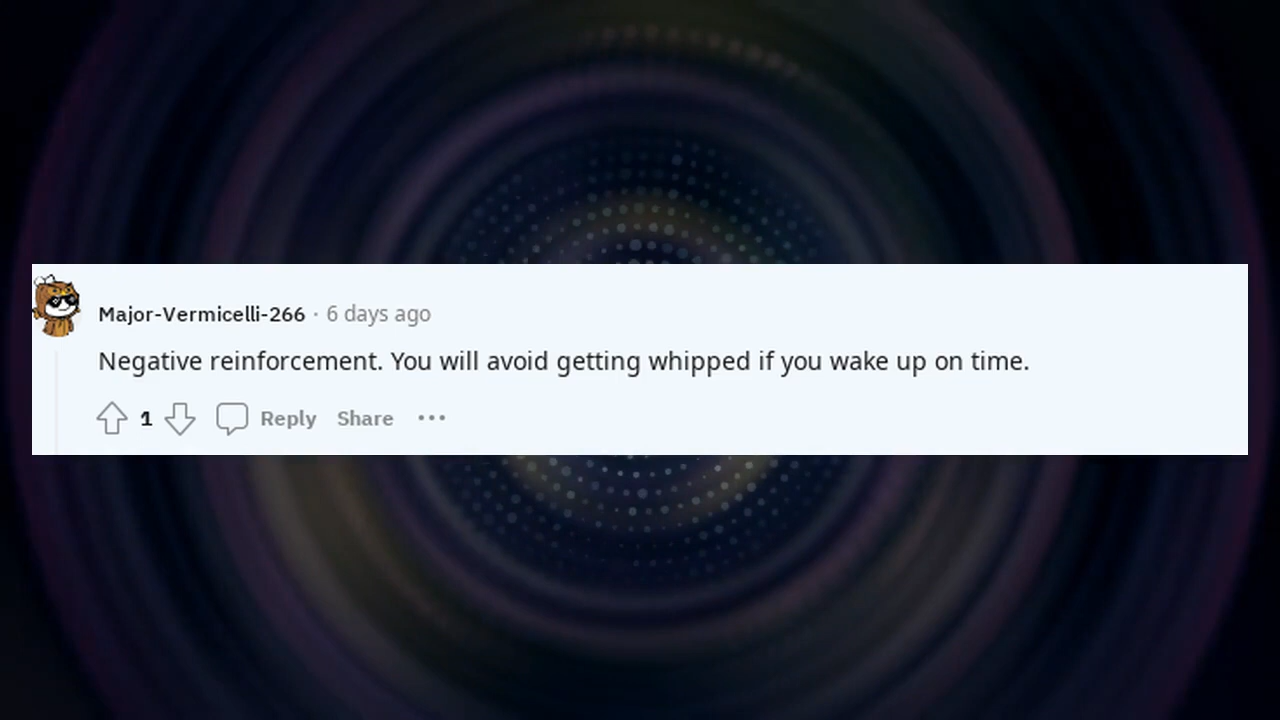 Major-Vermicelli-266 · 6 days ago
Negative reinforcement. You will avoid getting whipped if you wake up on time.
1 Reply Share ···